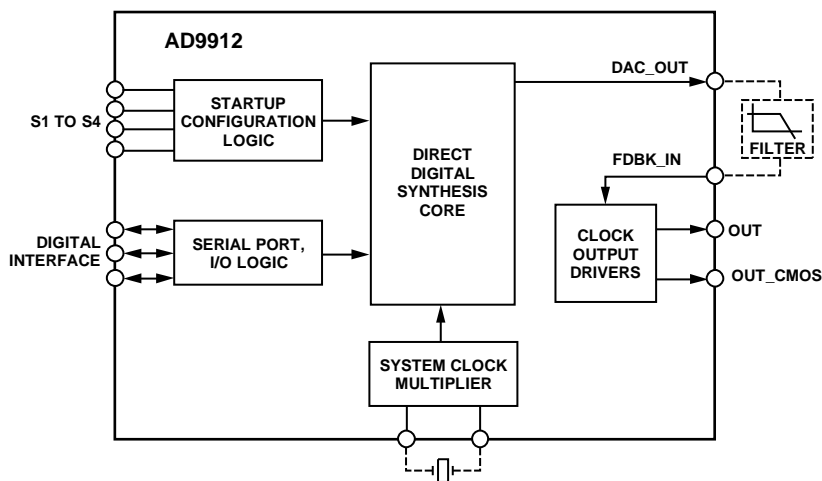 AD9912
S1 TO S4
STARTUP
CONFIGURATION
LOGIC
DIRECT
DIGITAL
SYNTHESIS
CORE
DAC_OUT
FILTER
FDBK_IN
DIGITAL
INTERFACE
SERIAL PORT,
I/O LOGIC
CLOCK
OUTPUT
DRIVERS
OUT
OUT_CMOS
SYSTEM CLOCK
MULTIPLIER